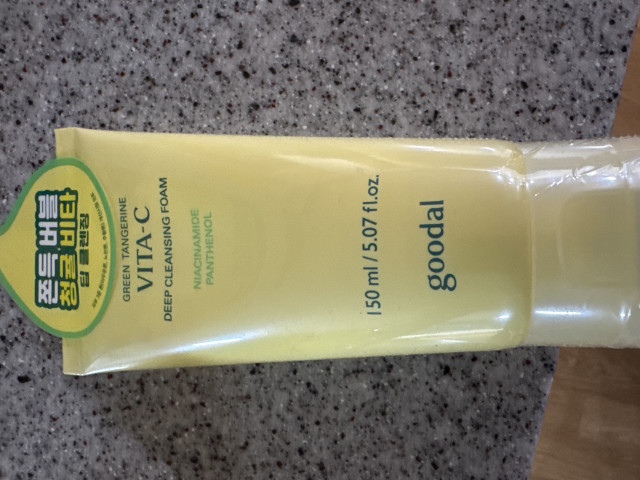 쫀득 버블
청귤 비타
딥 클렌징
GREEN TANGERINE
VITA-C
DEEP CLEANSING FOAM
NIACINAMIDE
PANTHENOL
150 ml / 5.07 fl.oz.
goodal